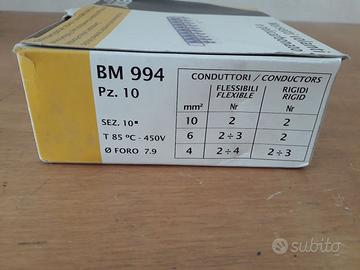 BM 994
Pz. 10
SEZ. 10■
T 85 °C - 450V
Ø FORO 7.9
CONDUTTORI / CONDUCTORS
mm² FLESSIBILI FLEXIBLE Nr RIGIDI RIGID Nr
10 2 2
6 2÷3 2
4 2÷4 2÷3
subito